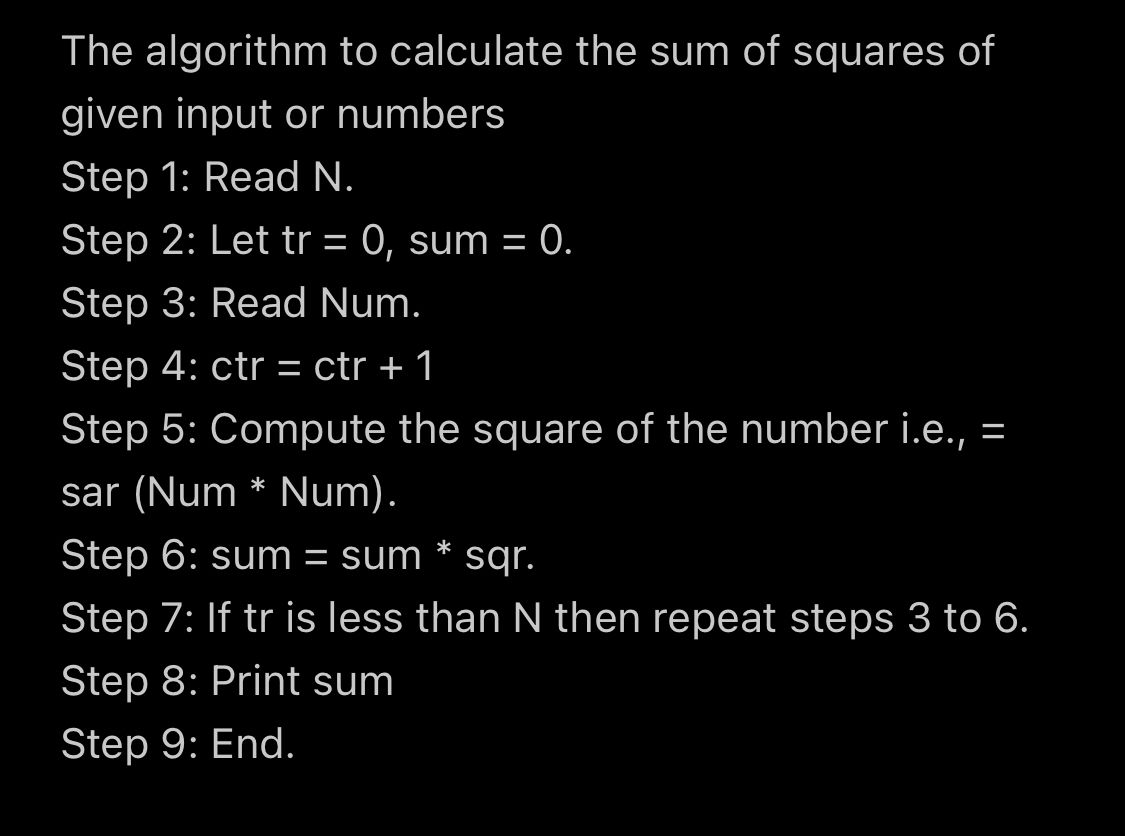 The algorithm to calculate the sum of squares of
given input or numbers
Step 1: Read N.
Step 2: Let tr = 0, sum = 0.
Step 3: Read Num.
Step 4: ctr = ctr + 1
Step 5: Compute the square of the number i.e., =
sar (Num * Num).
Step 6: sum = sum * sqr.
Step 7: If tr is less than N then repeat steps 3 to 6.
Step 8: Print sum
Step 9: End.